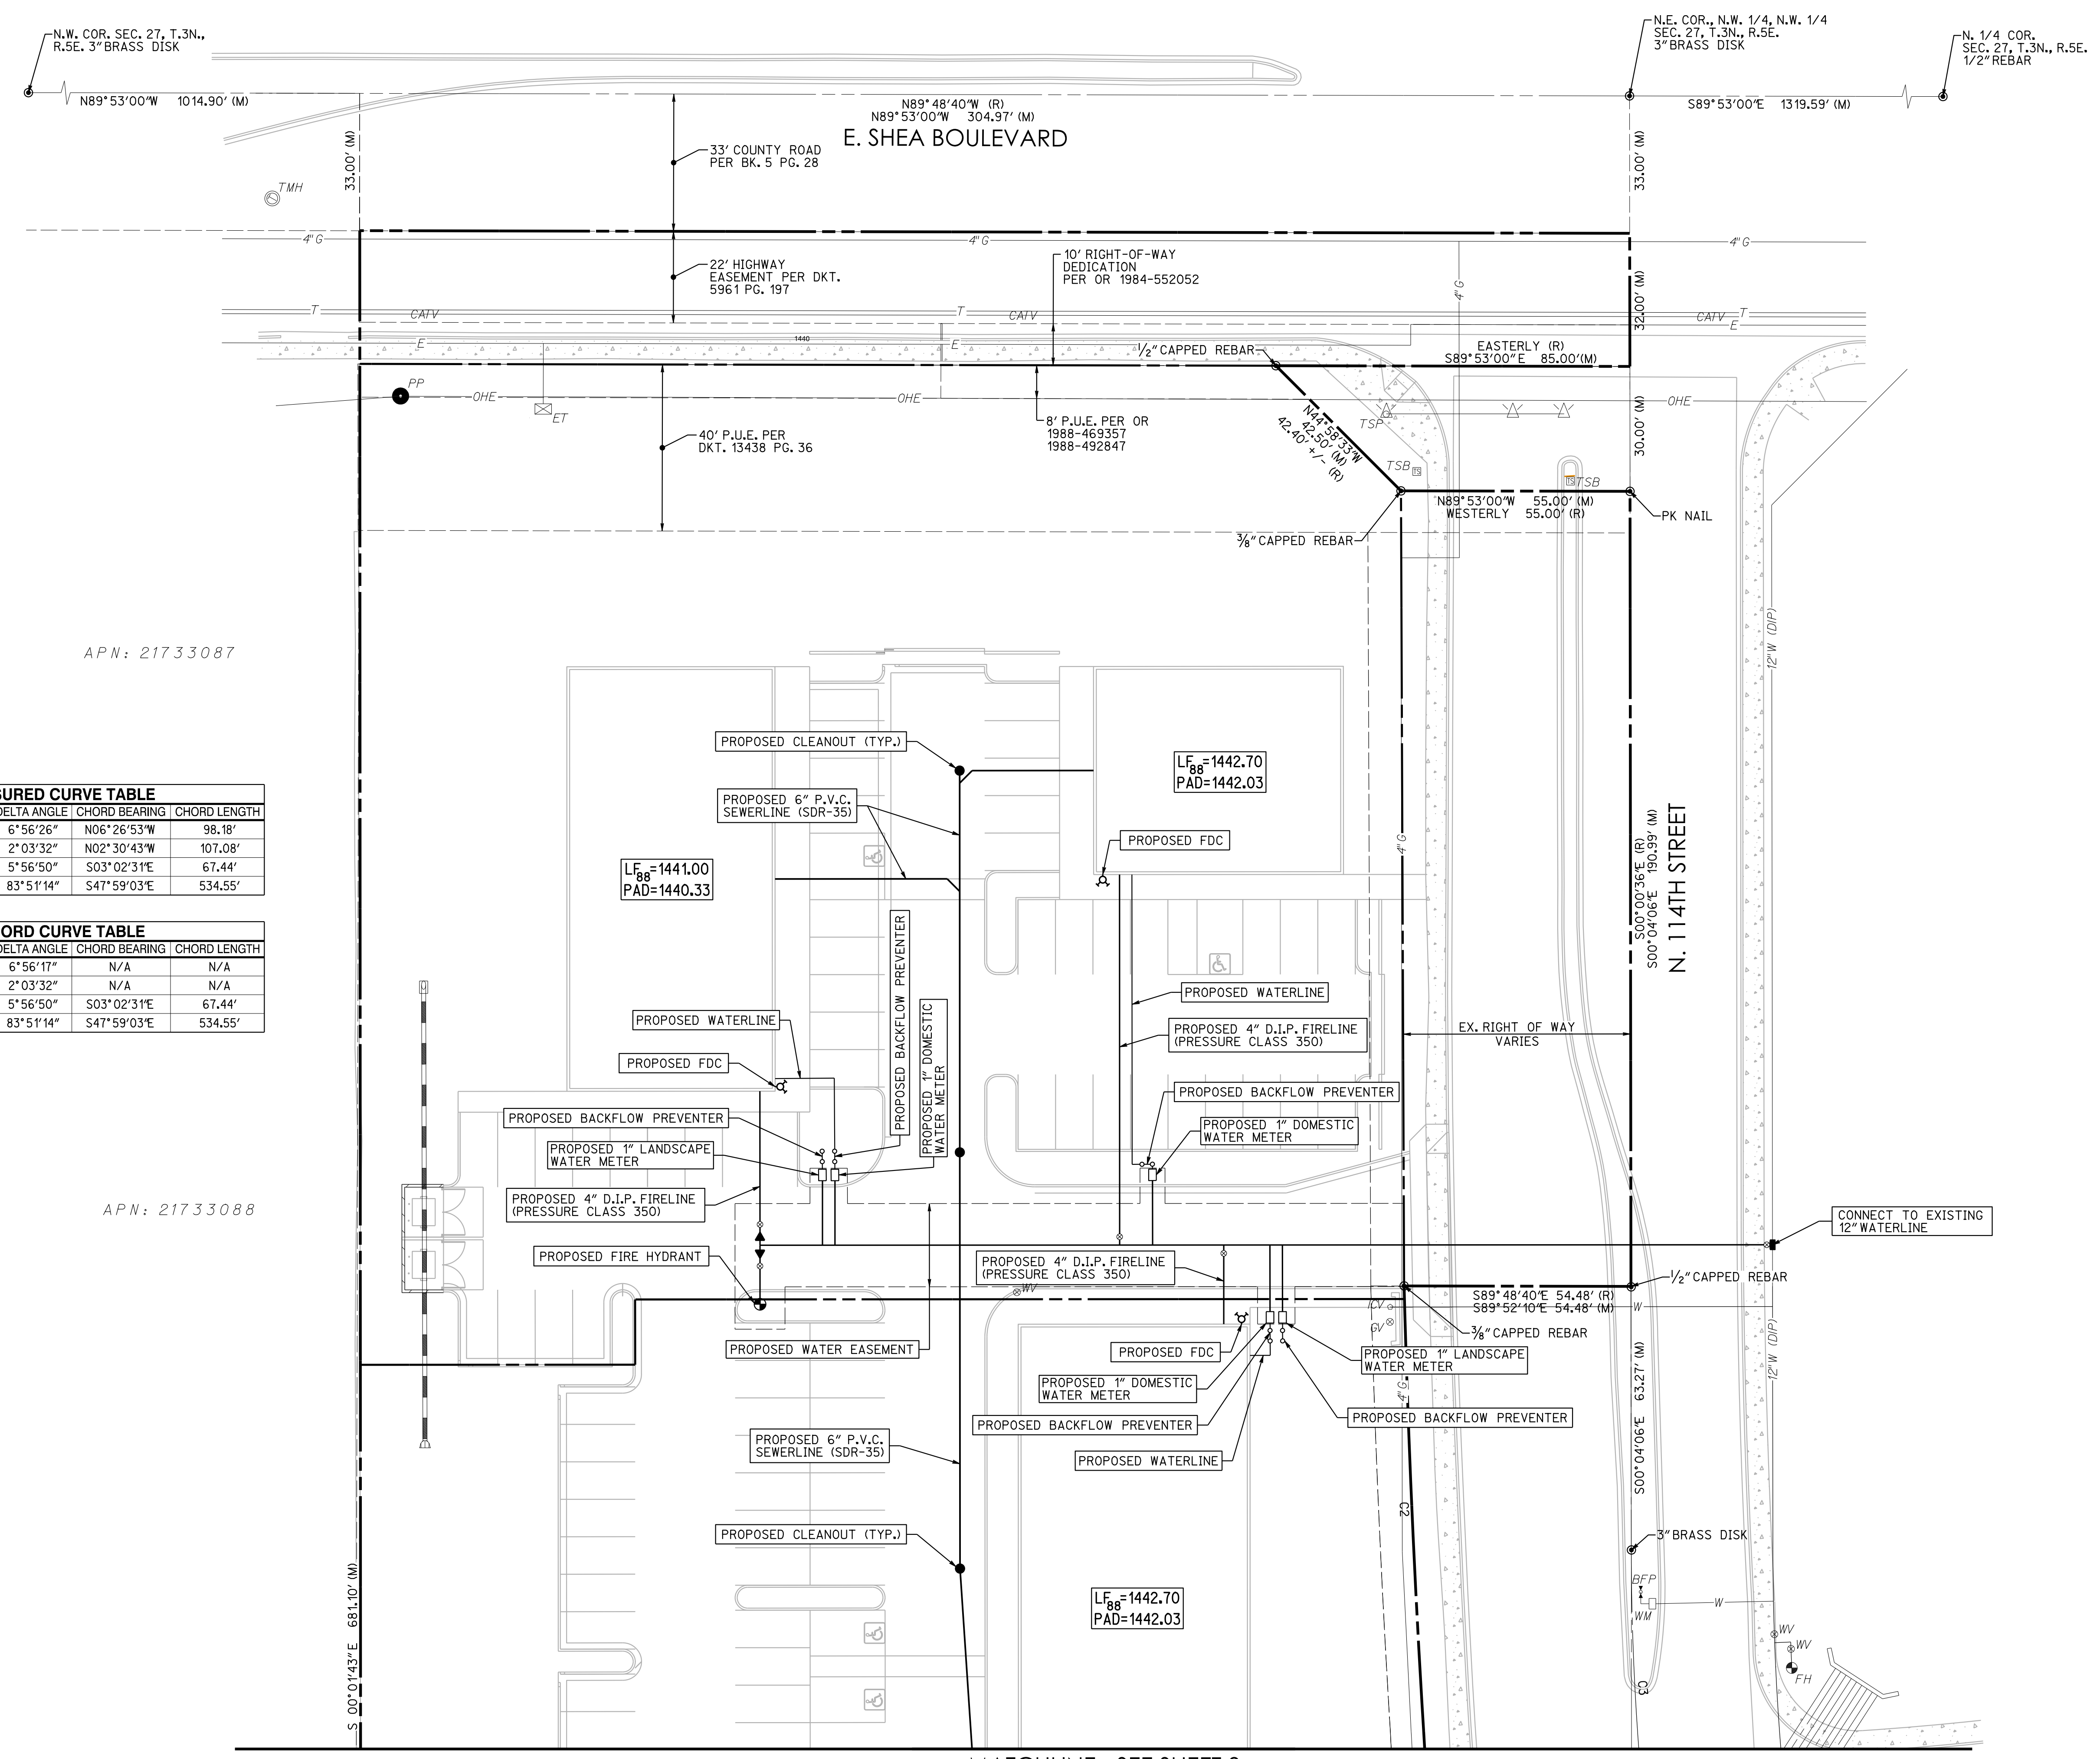 N.W. COR. SEC. 27, T.3N.,
R.5E. 3" BRASS DISK
N.E. COR., N.W. 1/4, N.W. 1/4
SEC. 27, T.3N., R.5E.
3" BRASS DISK
N. 1/4 COR.
SEC. 27, T.3N., R.5E.
1/2" REBAR
N89°53'00"W 1014.90' (M)
N89°48'40"W (R)
N89°53'00"W 304.97' (M)
S89°53'00"E 1319.59' (M)
E. SHEA BOULEVARD
33.00' (M)
33' COUNTY ROAD
PER BK. 5 PG. 28
33.00' (M)
TMH
4" G
4" G
4" G
22' HIGHWAY
EASEMENT PER DKT.
5961 PG. 197
10' RIGHT-OF-WAY
DEDICATION
PER OR 1984-552052
4" G
32.00' (M)
T
CATV
T
CATV
CATV
T
E
E
1440
E
1/2" CAPPED REBAR
EASTERLY (R)
S89°53'00"E 85.00'(M)
PP
OHE
OHE
OHE
ET
40' P.U.E. PER
DKT. 13438 PG. 36
8' P.U.E. PER OR
1988-469357
1988-492847
N44°58'33"W
42.50' (M)
42.40' +/- (R)
TSP
TSB
TS
TS
TSB
30.00' (M)
N89°53'00"W 55.00' (M)
WESTERLY 55.00' (R)
PK NAIL
3/8" CAPPED REBAR
12" W (DIP)
APN: 21733087
PROPOSED CLEANOUT (TYP.)
LF88=1442.70
PAD=1442.03
PROPOSED 6" P.V.C.
SEWERLINE (SDR-35)
PROPOSED FDC
4" G
S00°00'36"E (R)
S00°04'06"E 190.99' (M)
N. 114TH STREET
SURED CURVE TABLE
DELTA ANGLE CHORD BEARING CHORD LENGTH
6°56'26" N06°26'53"W 98.18'
2°03'32" N02°30'43"W 107.08'
5°56'50" S03°02'31"E 67.44'
83°51'14" S47°59'03"E 534.55'
LF88=1441.00
PAD=1440.33
ORD CURVE TABLE
DELTA ANGLE CHORD BEARING CHORD LENGTH
6°56'17" N/A N/A
2°03'32" N/A N/A
5°56'50" S03°02'31"E 67.44'
83°51'14" S47°59'03"E 534.55'
PROPOSED BACKFLOW PREVENTER
PROPOSED 1" DOMESTIC
WATER METER
PROPOSED WATERLINE
PROPOSED WATERLINE
PROPOSED 4" D.I.P. FIRELINE
(PRESSURE CLASS 350)
EX. RIGHT OF WAY
VARIES
PROPOSED FDC
PROPOSED BACKFLOW PREVENTER
PROPOSED BACKFLOW PREVENTER
PROPOSED 1" DOMESTIC
WATER METER
PROPOSED 1" LANDSCAPE
WATER METER
PROPOSED 4" D.I.P. FIRELINE
(PRESSURE CLASS 350)
APN: 21733088
CONNECT TO EXISTING
12" WATERLINE
PROPOSED FIRE HYDRANT
PROPOSED 4" D.I.P. FIRELINE
(PRESSURE CLASS 350)
1/2" CAPPED REBAR
WV
S89°48'40"E 54.48' (R)
S89°52'10"E 54.48' (M)
W
ICV
GV
3/8" CAPPED REBAR
PROPOSED WATER EASEMENT
PROPOSED FDC
PROPOSED 1" LANDSCAPE
WATER METER
PROPOSED 1" DOMESTIC
WATER METER
4" G
12" W (DIP)
PROPOSED BACKFLOW PREVENTER
PROPOSED BACKFLOW PREVENTER
PROPOSED 6" P.V.C.
SEWERLINE (SDR-35)
PROPOSED WATERLINE
S00°04'06"E 63.27' (M)
C2
PROPOSED CLEANOUT (TYP.)
3" BRASS DISK
BFP
WM
W
LF88=1442.70
PAD=1442.03
S 00°01'43"E 681.10' (M)
WV
WV
FH
C3